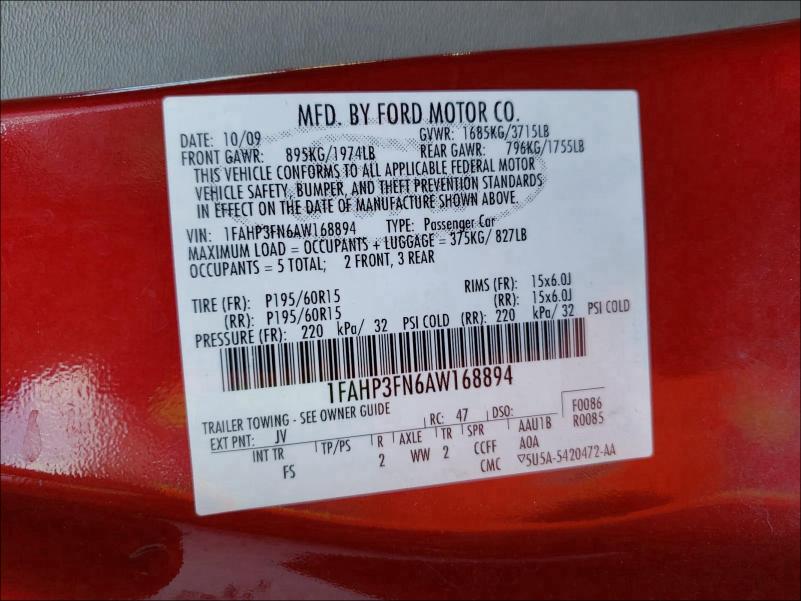 MFD. BY FORD MOTOR CO.
DATE: 10/09 GVWR: 1685KG/3715LB
FRONT GAWR: 895KG/1974LB REAR GAWR: 796KG/1755LB
THIS VEHICLE CONFORMS TO ALL APPLICABLE FEDERAL MOTOR
VEHICLE SAFETY, BUMPER, AND THEFT PREVENTION STANDARDS
IN EFFECT ON THE DATE OF MANUFACTURE SHOWN ABOVE.
VIN: 1FAHP3FN6AW168894 TYPE: Passenger Car
MAXIMUM LOAD = OCCUPANTS + LUGGAGE = 375KG/ 827LB
OCCUPANTS = 5 TOTAL; 2 FRONT, 3 REAR
TIRE (FR): P195/60R15 RIMS (FR): 15x6.0J
(RR): P195/60R15 (RR): 15x6.0J
PRESSURE (FR): 220 kPa/ 32 PSI COLD (RR): 220 kPa/ 32 PSI COLD
1FAHP3FN6AW168894
TRAILER TOWING - SEE OWNER GUIDE
EXT PNT: JV RC: 47 DSO: F0086
INT TR TP/PS R AXLE TR SPR AAU1B R0085
FS 2 WW 2 CCFF A0A
CMC ▽5U5A-5420472-AA